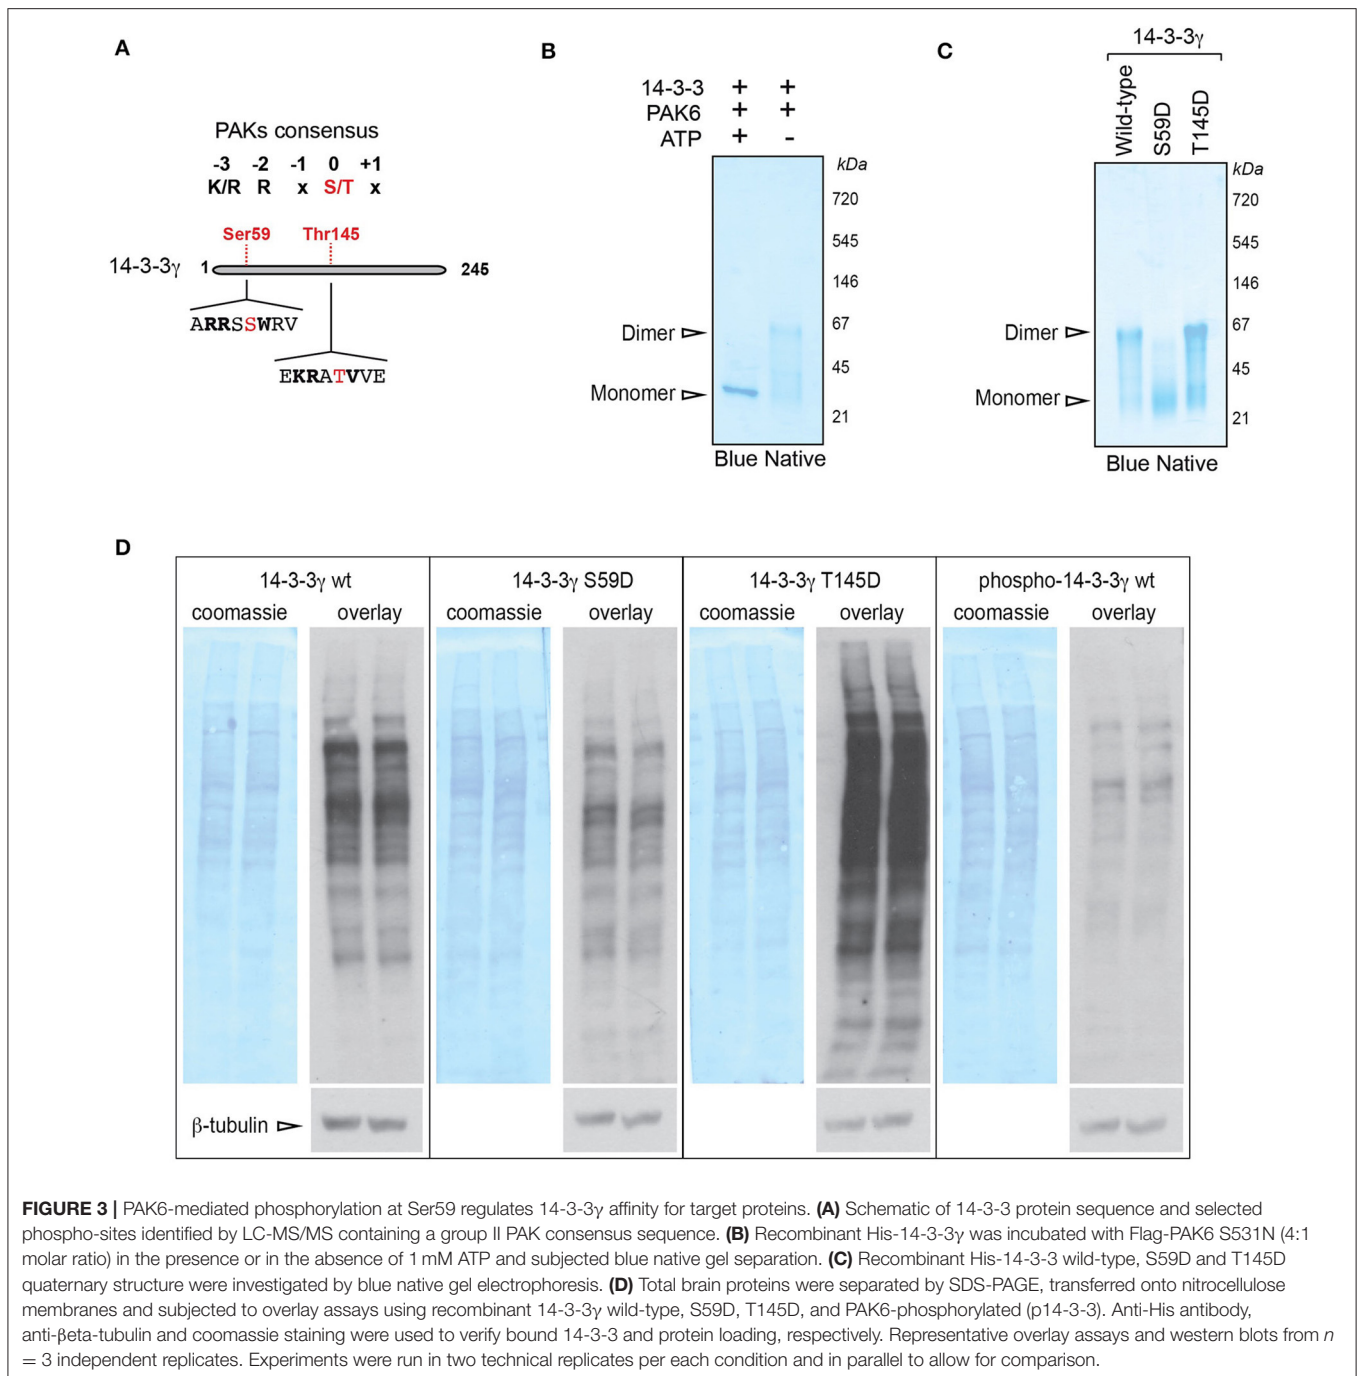 A
PAKs consensus
-3 -2 -1 0 +1
K/R R x S/T x
Ser59 Thr145
14-3-3γ 1 245
ARRSSWRV
EKRATVVE
B
14-3-3 + +
PAK6 + +
ATP + -
kDa
720
545
146
Dimer 67
45
Monomer 21
Blue Native
C
14-3-3γ
Wild-type S59D T145D
kDa
720
545
146
Dimer 67
45
Monomer 21
Blue Native
D
14-3-3γ wt 14-3-3γ S59D 14-3-3γ T145D phospho-14-3-3γ wt
coomassie overlay coomassie overlay coomassie overlay coomassie overlay
β-tubulin
FIGURE 3 | PAK6-mediated phosphorylation at Ser59 regulates 14-3-3γ affinity for target proteins. (A) Schematic of 14-3-3 protein sequence and selected
phospho-sites identified by LC-MS/MS containing a group II PAK consensus sequence. (B) Recombinant His-14-3-3γ was incubated with Flag-PAK6 S531N (4:1
molar ratio) in the presence or in the absence of 1 mM ATP and subjected blue native gel separation. (C) Recombinant His-14-3-3 wild-type, S59D and T145D
quaternary structure were investigated by blue native gel electrophoresis. (D) Total brain proteins were separated by SDS-PAGE, transferred onto nitrocellulose
membranes and subjected to overlay assays using recombinant 14-3-3γ wild-type, S59D, T145D, and PAK6-phosphorylated (p14-3-3). Anti-His antibody,
anti-βeta-tubulin and coomassie staining were used to verify bound 14-3-3 and protein loading, respectively. Representative overlay assays and western blots from n
= 3 independent replicates. Experiments were run in two technical replicates per each condition and in parallel to allow for comparison.